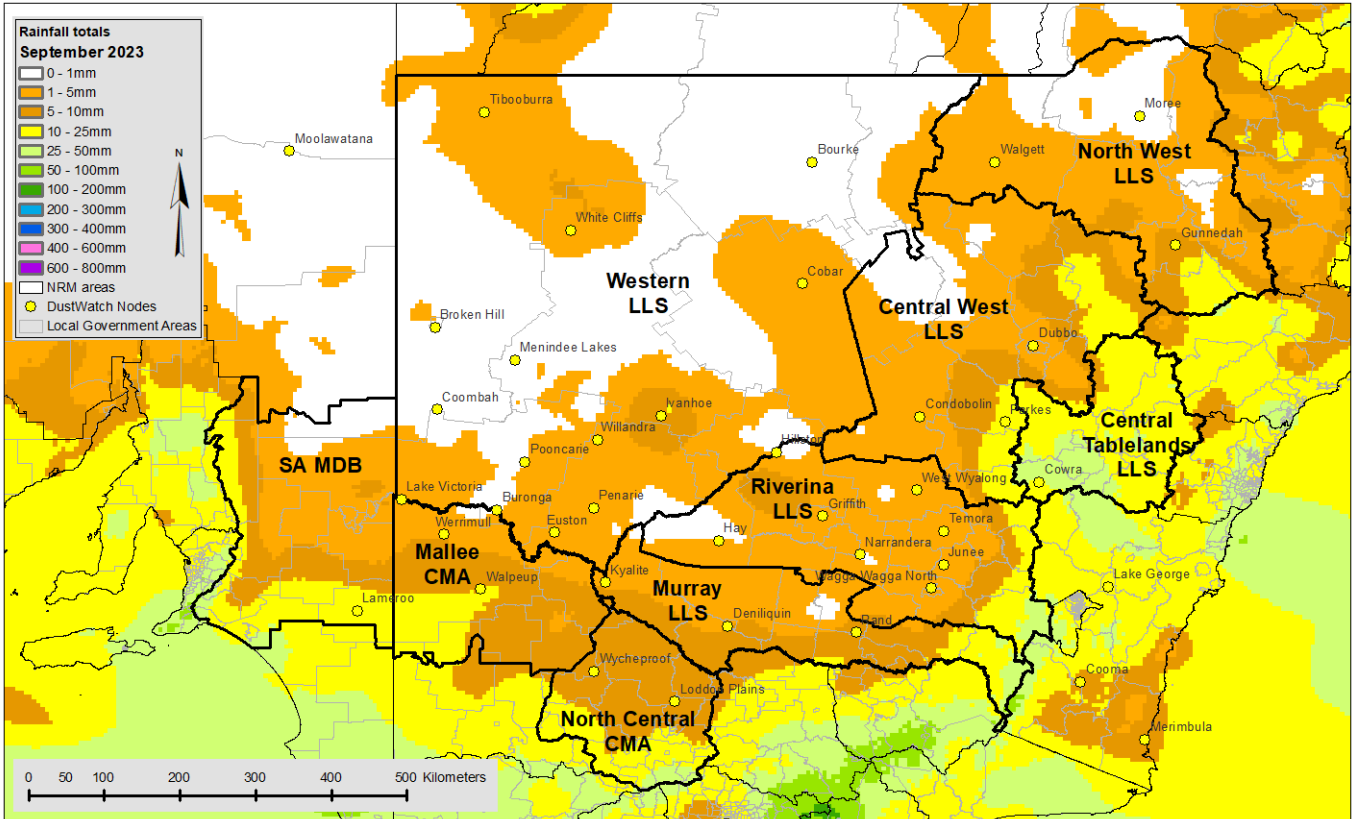 Rainfall totals
September 2023
0 - 1mm
1 - 5mm
5 - 10mm
10 - 25mm
25 - 50mm
50 - 100mm
100 - 200mm
200 - 300mm
300 - 400mm
400 - 600mm
600 - 800mm
NRM areas
DustWatch Nodes
Local Government Areas
N
Tibooburra
Moolawatana
Moree
Bourke
Walgett
North West
LLS
White Cliffs
Gunnedah
Cobar
Western
LLS
Central West
LLS
Broken Hill
Dubbo
Menindee Lakes
Coombah
Ivanhoe
Condobolin
Parkes
Central
Tablelands
LLS
Willandra
Hillston
Pooncarie
SA MDB
Cowra
Lake Victoria
Riverina
LLS
West Wyalong
Buronga
Penarie
Griffith
Werrimull
Euston
Hay
Temora
Mallee
CMA
Narrandera
Junee
Walpeup
Kyalite
Murray
LLS
Wagga Wagga North
Lake George
Lameroo
Deniliquin
Rand
Wycheproof
Cooma
Loddon Plains
North Central
CMA
Merimbula
0 50 100 200 300 400 500 Kilometers